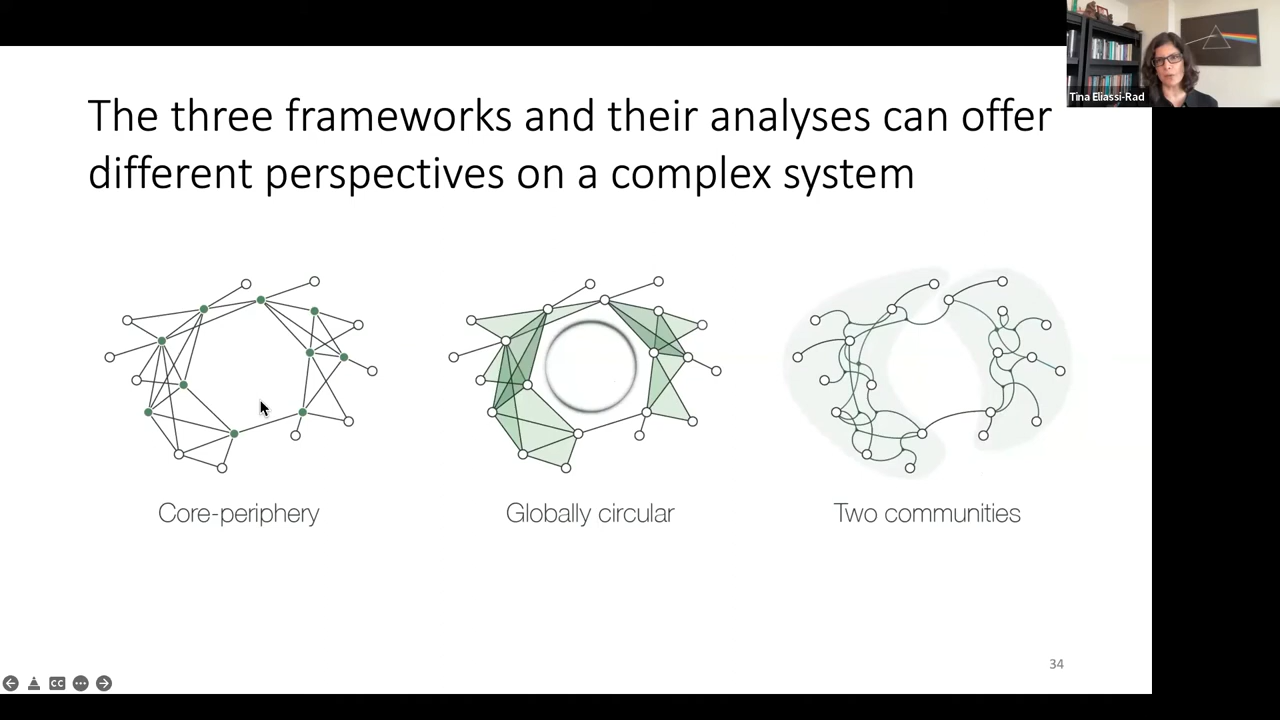 Tina Eliassi-Rad
The three frameworks and their analyses can offer
different perspectives on a complex system
Core-periphery
Globally circular
Two communities
34
CC